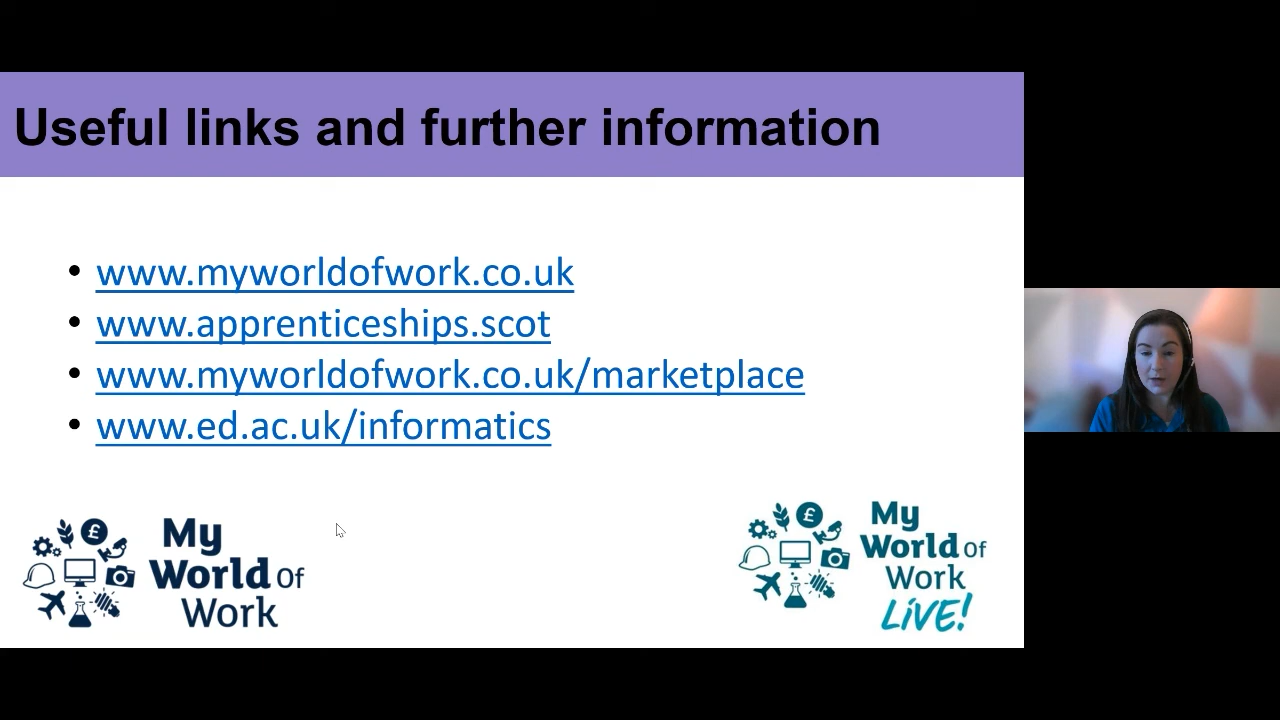 Useful links and further information
• www.myworldofwork.co.uk
• www.apprenticeships.scot
• www.myworldofwork.co.uk/marketplace
• www.ed.ac.uk/informatics
£
My
World Of
Work
£
My
World Of
Work
LiVE!